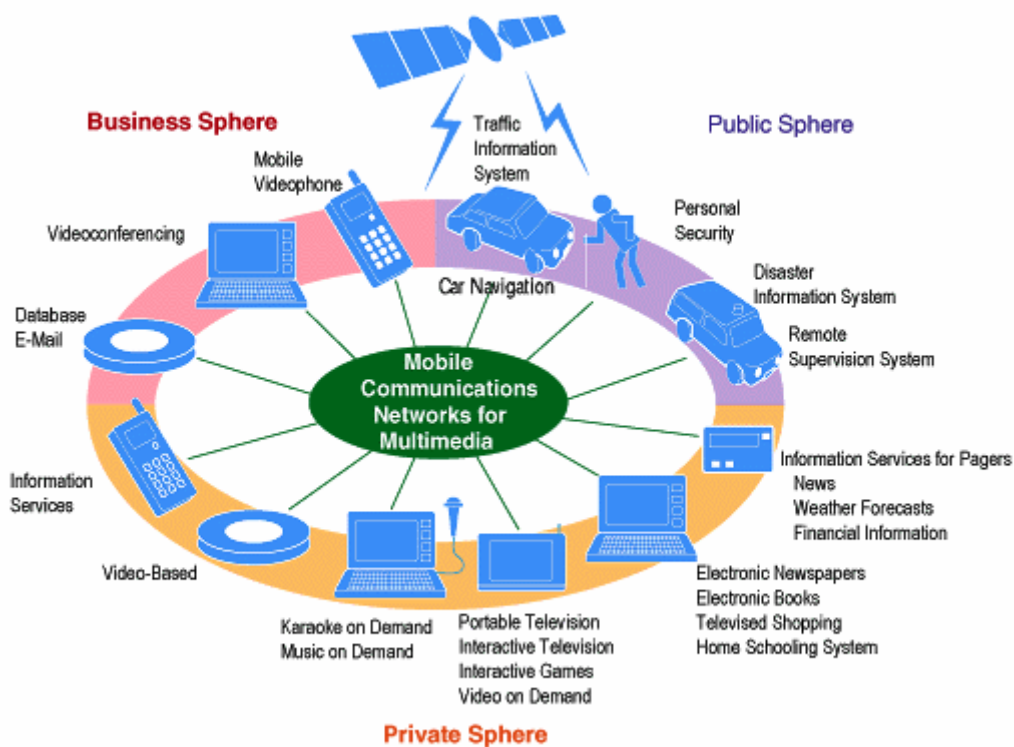 Business Sphere
Public Sphere
Traffic
Information
System
Mobile
Videophone
Personal
Security
Videoconferencing
Car Navigation
Disaster
Information System
Database
E-Mail
Remote
Supervision System
Mobile
Communications
Networks for
Multimedia
Information
Services
Information Services for Pagers
News
Weather Forecasts
Financial Information
Video-Based
Electronic Newspapers
Electronic Books
Televised Shopping
Home Schooling System
Karaoke on Demand
Music on Demand
Portable Television
Interactive Television
Interactive Games
Video on Demand
Private Sphere